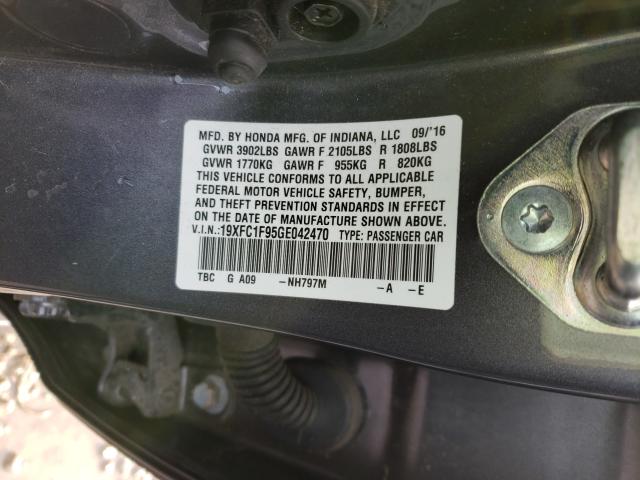 MFD. BY HONDA MFG. OF INDIANA, LLC 09/'16
GVWR 3902LBS GAWR F 2105LBS R 1808LBS
GVWR 1770KG GAWR F 955KG R 820KG
THIS VEHICLE CONFORMS TO ALL APPLICABLE
FEDERAL MOTOR VEHICLE SAFETY, BUMPER,
AND THEFT PREVENTION STANDARDS IN EFFECT
ON THE DATE OF MANUFACTURE SHOWN ABOVE.
V.I.N.:19XFC1F95GE042470 TYPE: PASSENGER CAR
TBC G A09 -NH797M -A -E